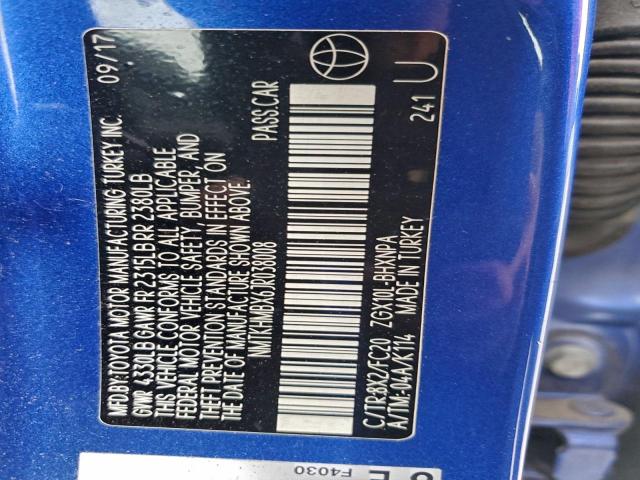 MFD.BY:TOYOTA MOTOR MANUFACTURING TURKEY INC. 09/17
GVWR 4330LB GAWR FR 2315LB RR 2380LB
THIS VEHICLE CONFORMS TO ALL APPLICABLE
FEDERAL MOTOR VEHICLE SAFETY, BUMPER, AND
THEFT PREVENTION STANDARDS IN EFFECT ON
THE DATE OF MANUFACTURE SHOWN ABOVE.
NMTKHMBX6JR038008 PASS.CAR
C/TR:8X2/FC20 ZGX10L-BHXNPA 241 U
A/TM:-04A/K114 MADE IN TURKEY
F4030